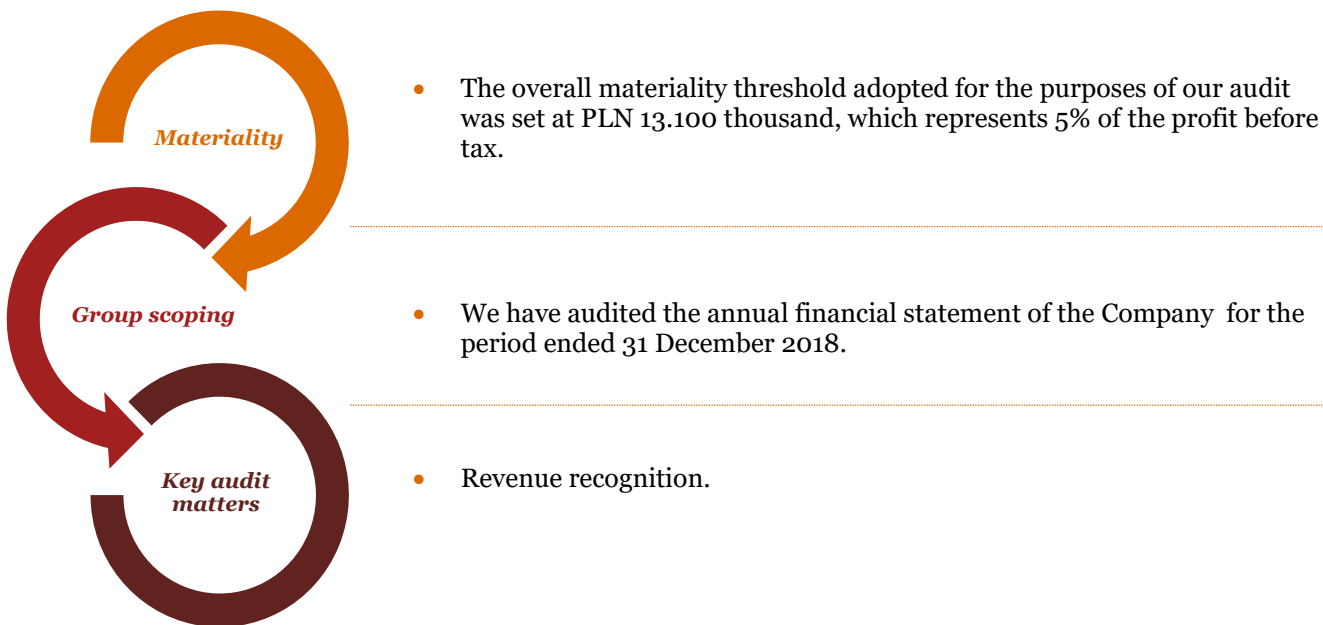 Materiality
• The overall materiality threshold adopted for the purposes of our audit
was set at PLN 13.100 thousand, which represents 5% of the profit before
tax.
Group scoping
• We have audited the annual financial statement of the Company for the
period ended 31 December 2018.
Key audit
matters
• Revenue recognition.